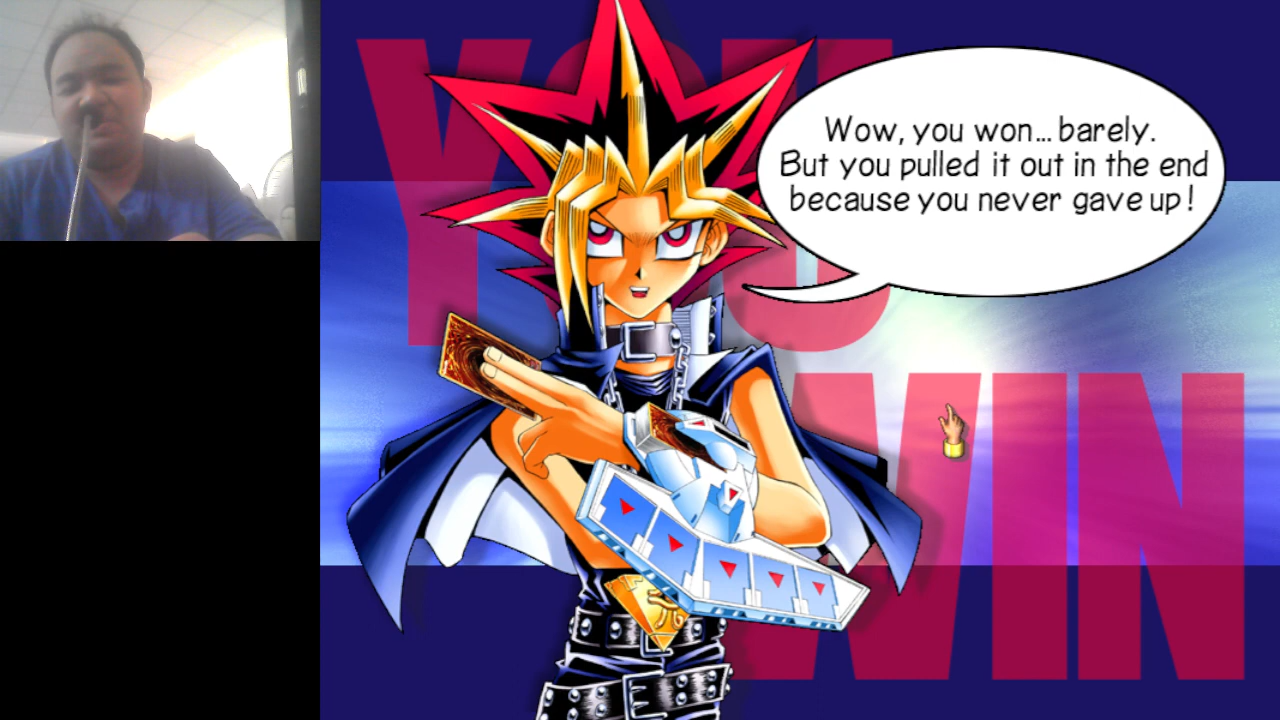 YOU
Wow, you won... barely.
But you pulled it out in the end
because you never gave up!
WIN